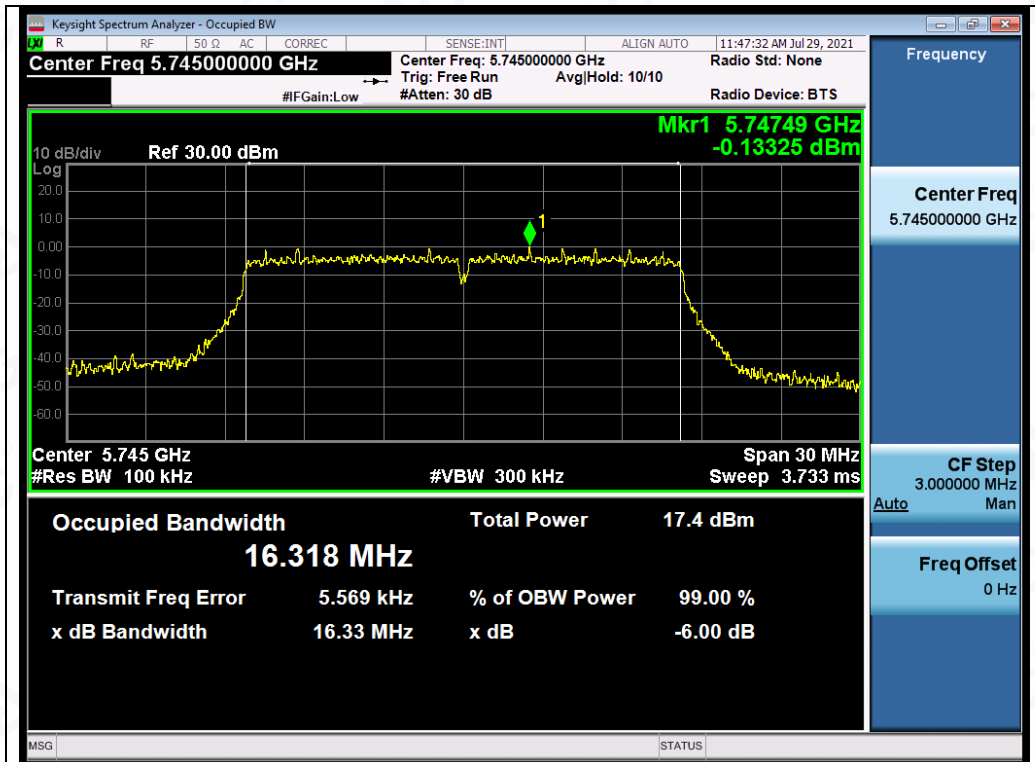 Keysight Spectrum Analyzer - Occupied BW
LXI R RF 50 Ω AC CORREC SENSE:INT ALIGN AUTO 11:47:32 AM Jul 29, 2021
Center Freq 5.745000000 GHz
Center Freq: 5.745000000 GHz
Radio Std: None
Trig: Free Run Avg|Hold: 10/10
#IFGain:Low
#Atten: 30 dB
Radio Device: BTS
Mkr1 5.74749 GHz
-0.13325 dBm
10 dB/div Ref 30.00 dBm
Log
20.0
10.0
1
0.00
-10.0
-20.0
-30.0
-40.0
-50.0
-60.0
Center 5.745 GHz Span 30 MHz
#Res BW 100 kHz #VBW 300 kHz Sweep 3.733 ms
Occupied Bandwidth Total Power 17.4 dBm
16.318 MHz
Transmit Freq Error 5.569 kHz % of OBW Power 99.00 %
x dB Bandwidth 16.33 MHz x dB -6.00 dB
MSG STATUS
Frequency
Center Freq
5.745000000 GHz
CF Step
3.000000 MHz
Auto Man
Freq Offset
0 Hz